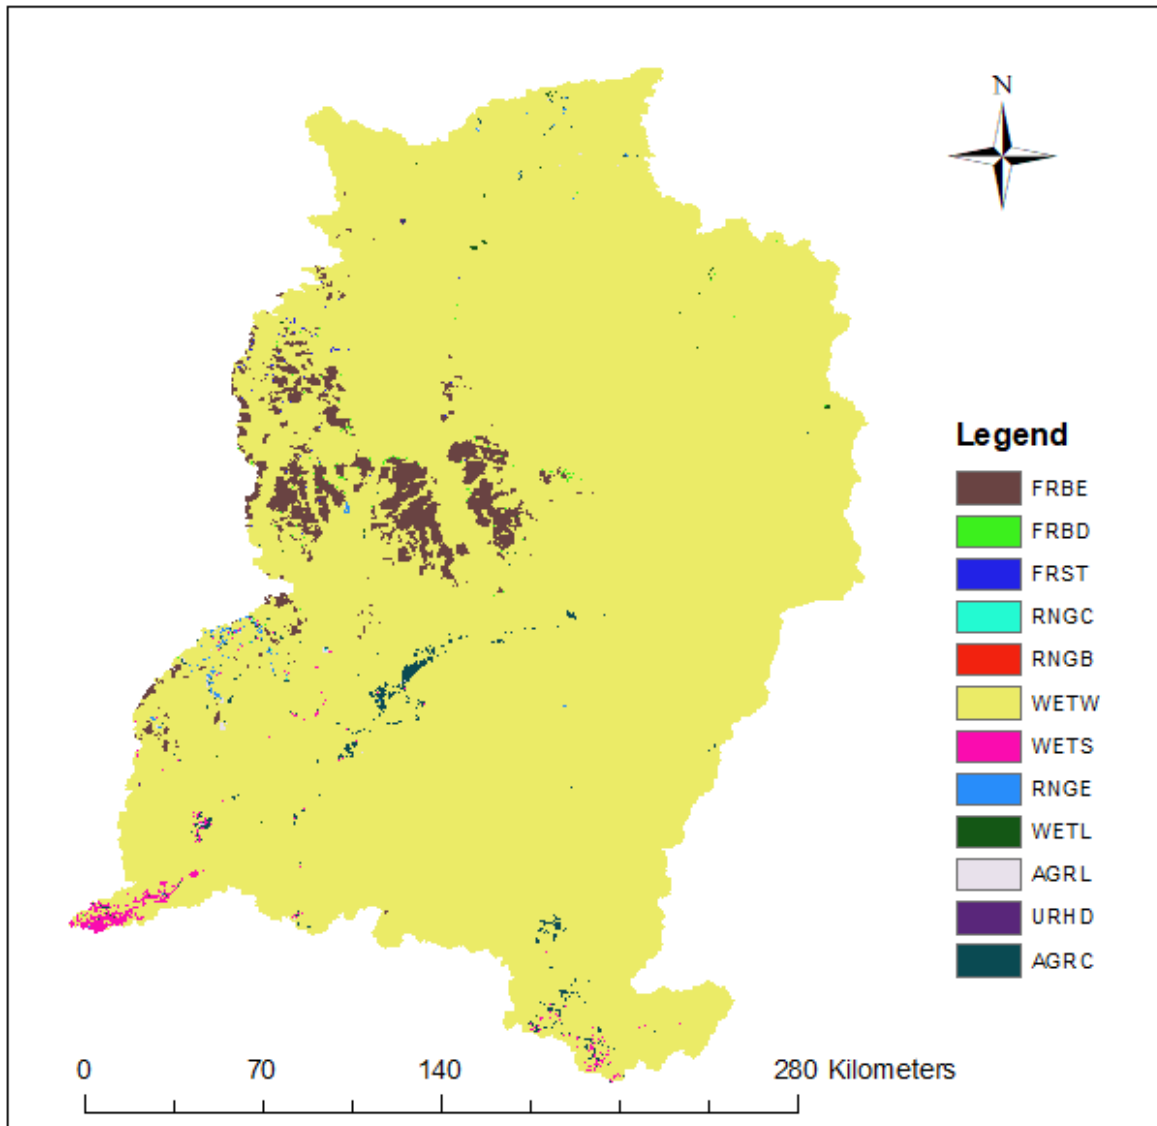 N
Legend
FRBE
FRBD
FRST
RNGC
RNGB
WETW
WETS
RNGE
WETL
AGRL
URHD
AGRC
0 70 140 280 Kilometers